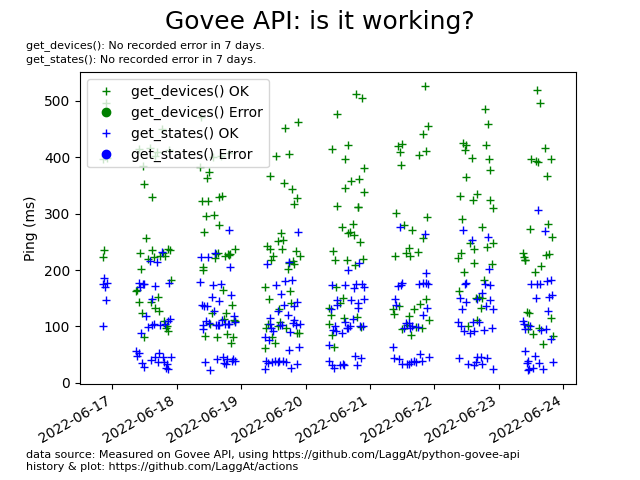 Govee API: is it working?
get_devices(): No recorded error in 7 days.
get_states(): No recorded error in 7 days.
get_devices() OK
get_devices() Error
get_states() OK
get_states() Error
Ping (ms)
500
400
300
200
100
0
2022-06-17
2022-06-18
2022-06-19
2022-06-20
2022-06-21
2022-06-22
2022-06-23
2022-06-24
data source: Measured on Govee API, using https://github.com/LaggAt/python-govee-api
history & plot: https://github.com/LaggAt/actions